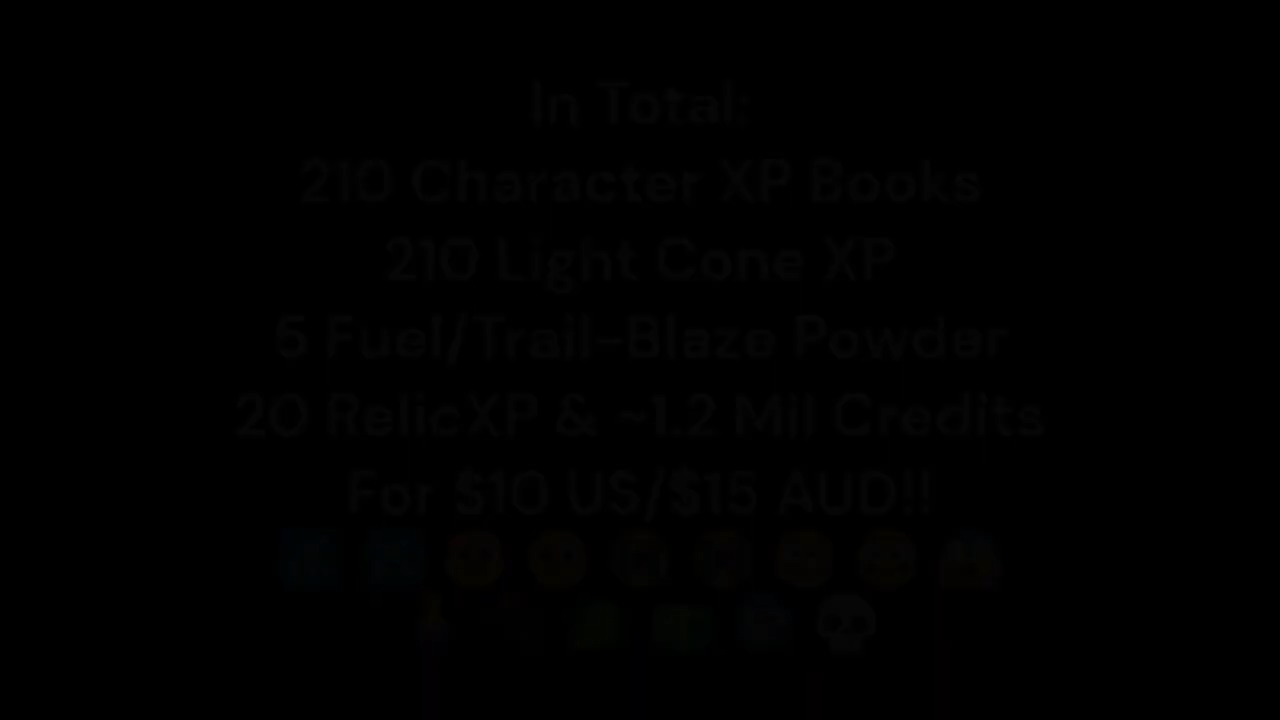 In Total:
210 Character XP Books
210 Light Cone XP
5 Fuel/Trail-Blaze Powder
20 RelicXP & ~1.2 Mil Credits
For $10 US/$15 AUD!!